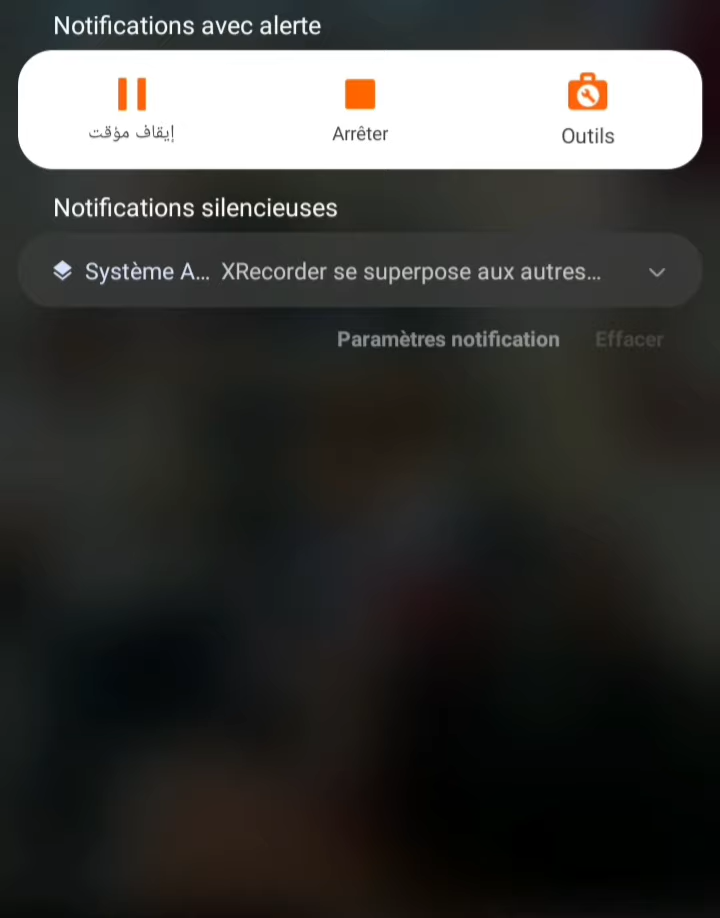 Notifications avec alerte
إيقاف مؤقت
Arrêter
Outils
Notifications silencieuses
Système A... XRecorder se superpose aux autres...
Paramètres notification
Effacer